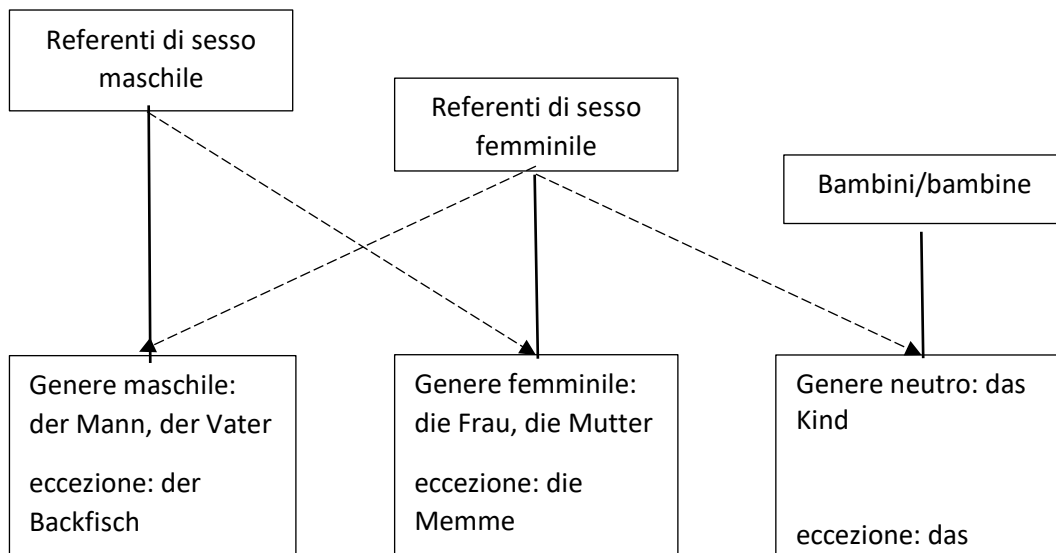 Referenti di sesso
maschile
Referenti di sesso
femminile
Bambini/bambine
Genere maschile:
der Mann, der Vater
eccezione: der
Backfisch
Genere femminile:
die Frau, die Mutter
eccezione: die
Memme
Genere neutro: das
Kind
eccezione: das